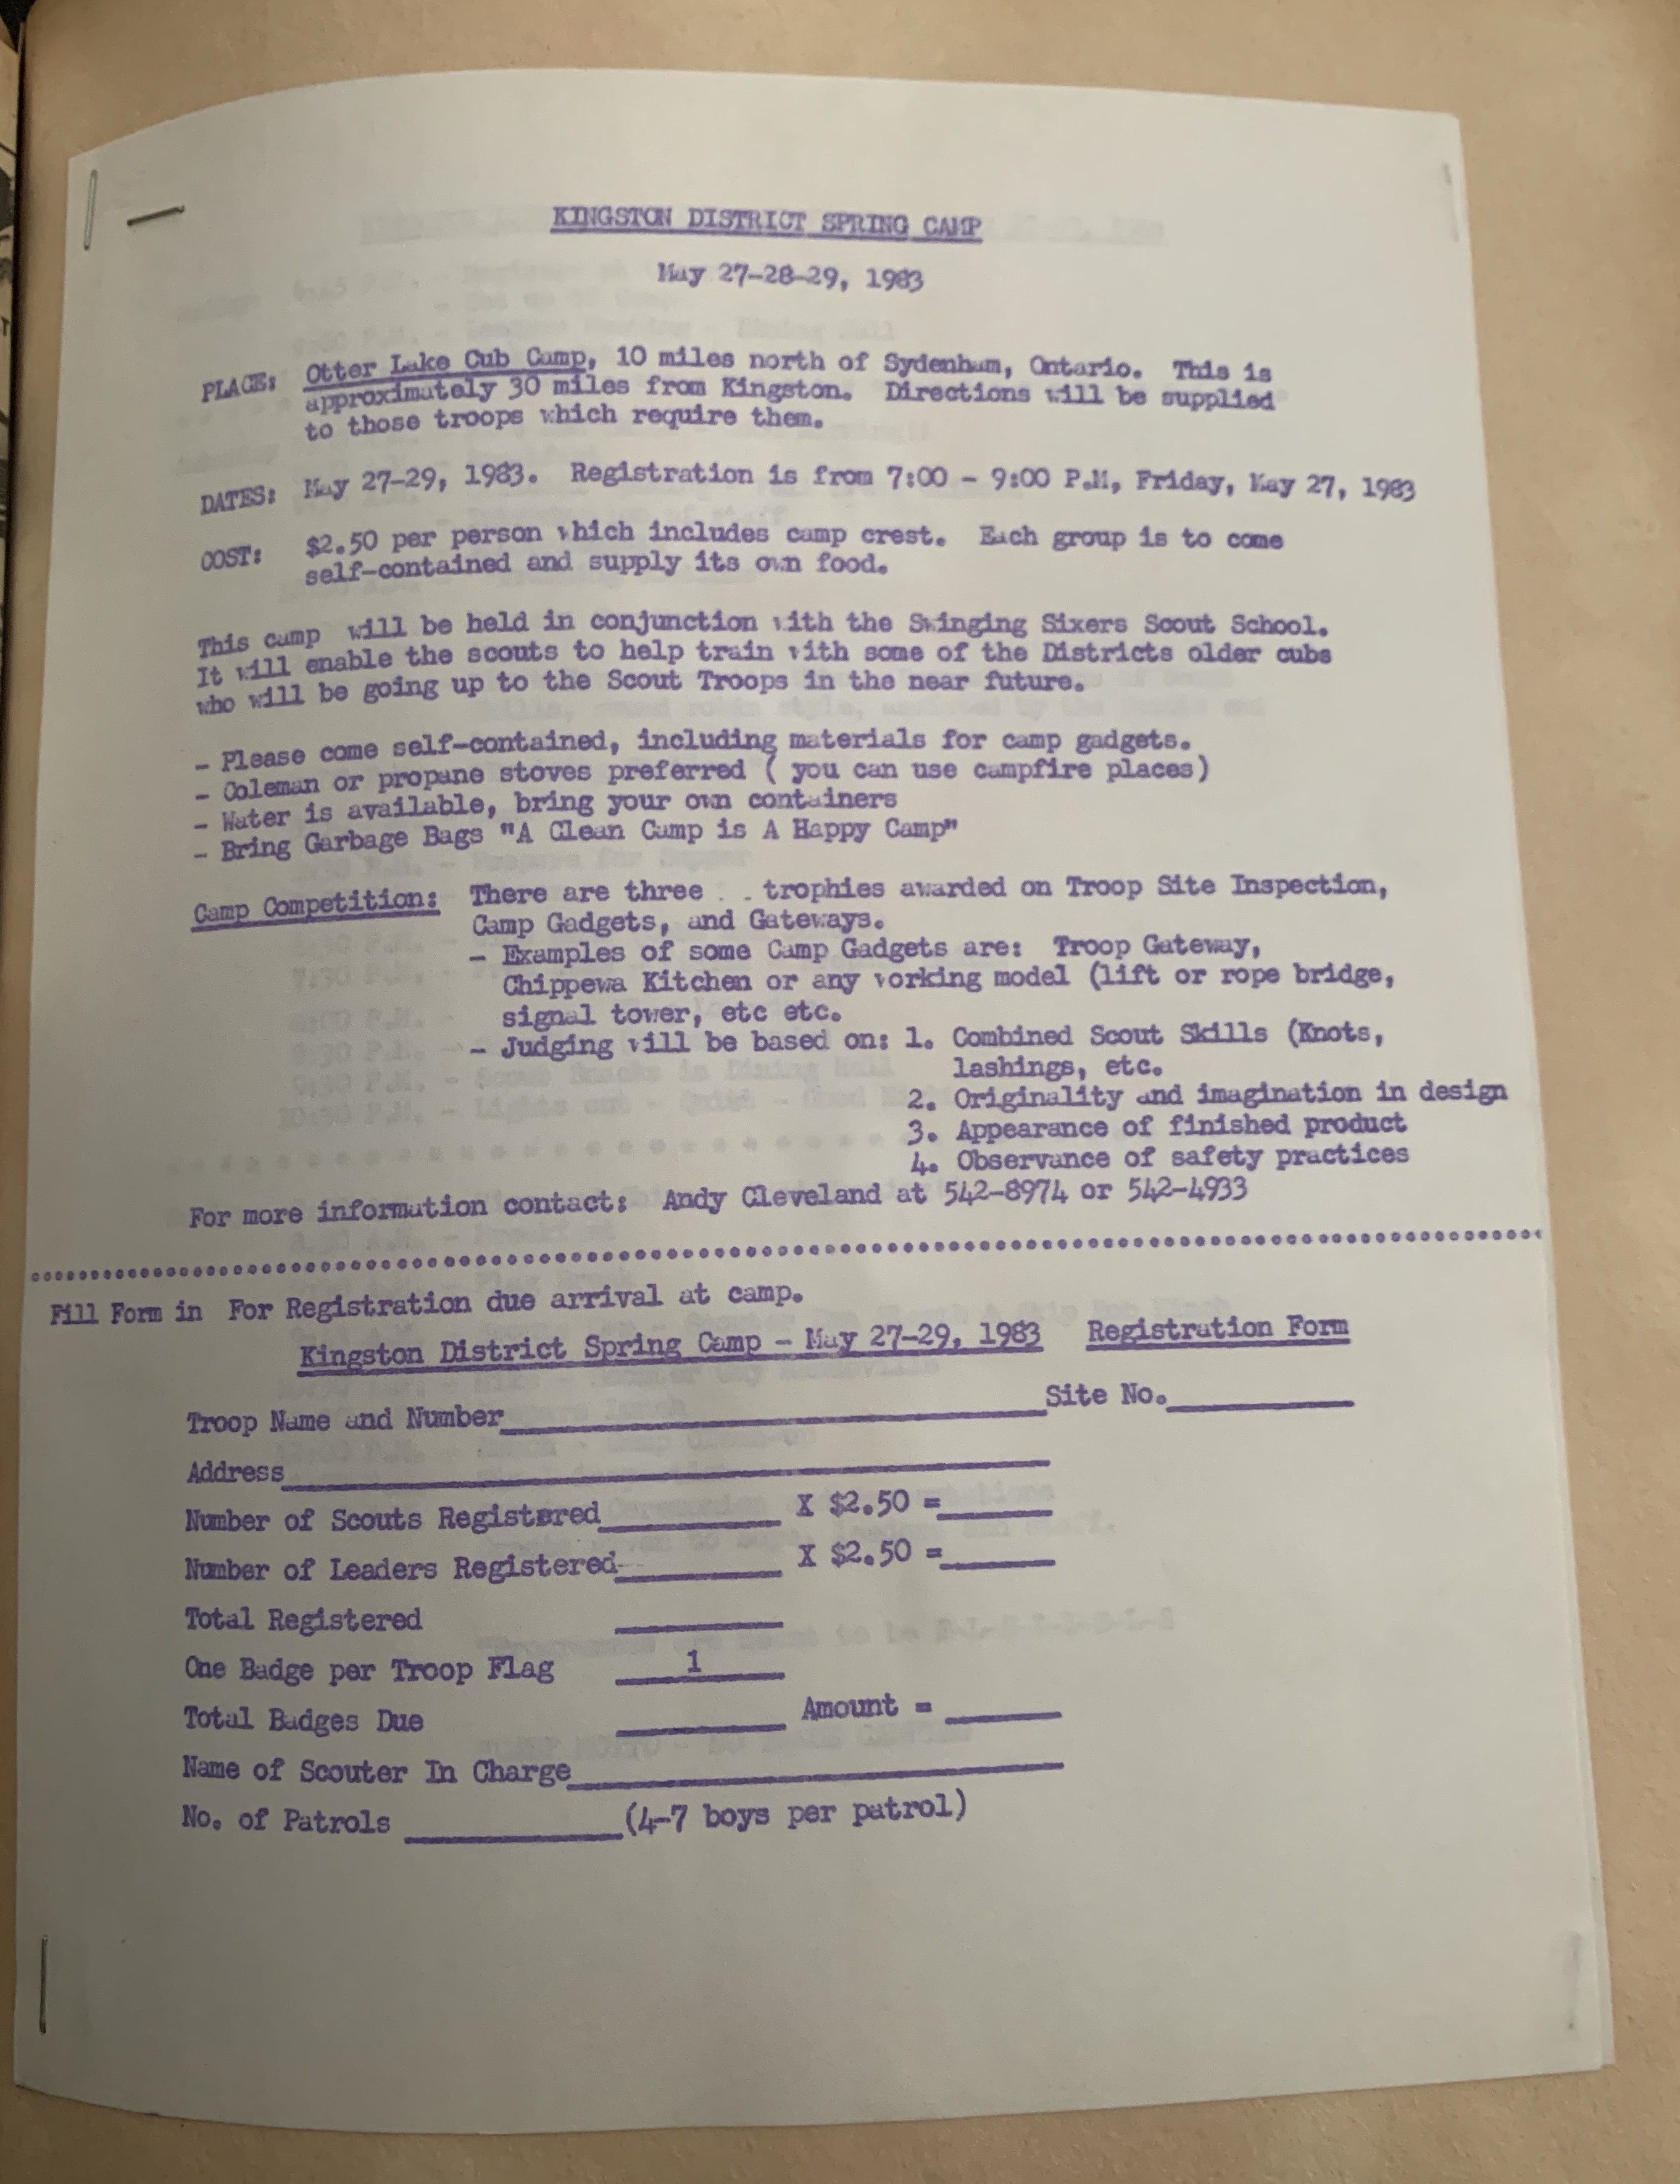 KINGSTON DISTRICT SPRING CAMP
May 27-28-29, 1983
PLACE: Otter Lake Cub Camp, 10 miles north of Sydenham, Ontario. This is
approximately 30 miles from Kingston. Directions will be supplied
to those troops which require them.
DATES: May 27-29, 1983. Registration is from 7:00 - 9:00 P.M, Friday, May 27, 1983
COST: $2.50 per person which includes camp crest. Each group is to come
self-contained and supply its own food.
This camp will be held in conjunction with the Swinging Sixers Scout School.
It will enable the scouts to help train with some of the Districts older cubs
who will be going up to the Scout Troops in the near future.
- Please come self-contained, including materials for camp gadgets.
- Coleman or propane stoves preferred ( you can use campfire places)
- Water is available, bring your own containers
- Bring Garbage Bags "A Clean Camp is A Happy Camp"
Camp Competition: There are three . . trophies awarded on Troop Site Inspection,
Camp Gadgets, and Gateways.
- Examples of some Camp Gadgets are: Troop Gateway,
Chippewa Kitchen or any working model (lift or rope bridge,
signal tower, etc etc.
- Judging will be based on: 1. Combined Scout Skills (Knots,
lashings, etc.
2. Originality and imagination in design
3. Appearance of finished product
4. Observance of safety practices
For more information contact: Andy Cleveland at 542-8974 or 542-4933
Fill Form in For Registration due arrival at camp.
Kingston District Spring Camp - May 27-29, 1983 Registration Form
Troop Name and Number Site No.
Address
Number of Scouts Registered X $2.50 =
Number of Leaders Registered X $2.50 =
Total Registered
One Badge per Troop Flag 1
Total Badges Due Amount =
Name of Scouter In Charge
No. of Patrols (4-7 boys per patrol)